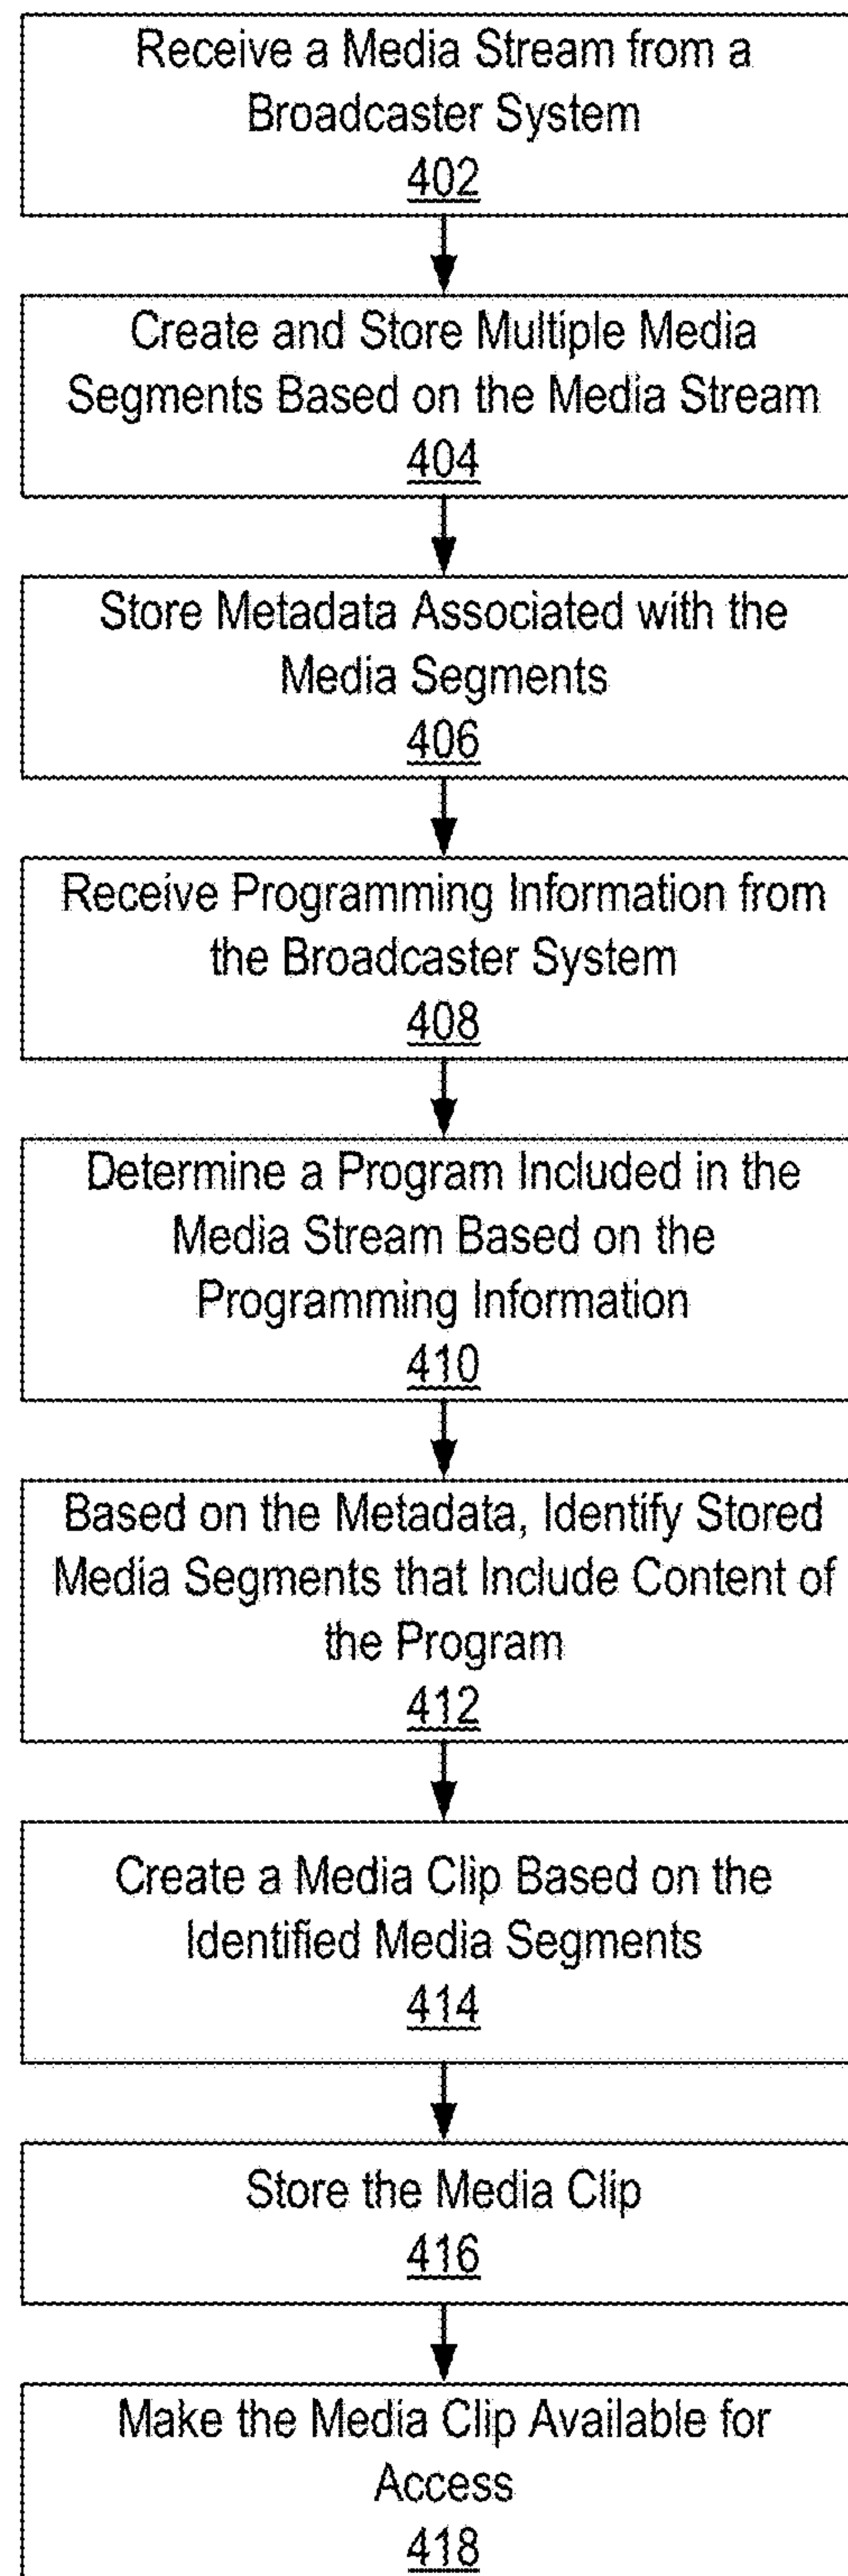 Receive a Media Stream from a
Broadcaster System
402
Create and Store Multiple Media
Segments Based on the Media Stream
404
Store Metadata Associated with the
Media Segments
406
Receive Programming Information from
the Broadcaster System
408
Determine a Program Included in the
Media Stream Based on the
Programming Information
410
Based on the Metadata, Identify Stored
Media Segments that Include Content of
the Program
412
Create a Media Clip Based on the
Identified Media Segments
414
Store the Media Clip
416
Make the Media Clip Available for
Access
418